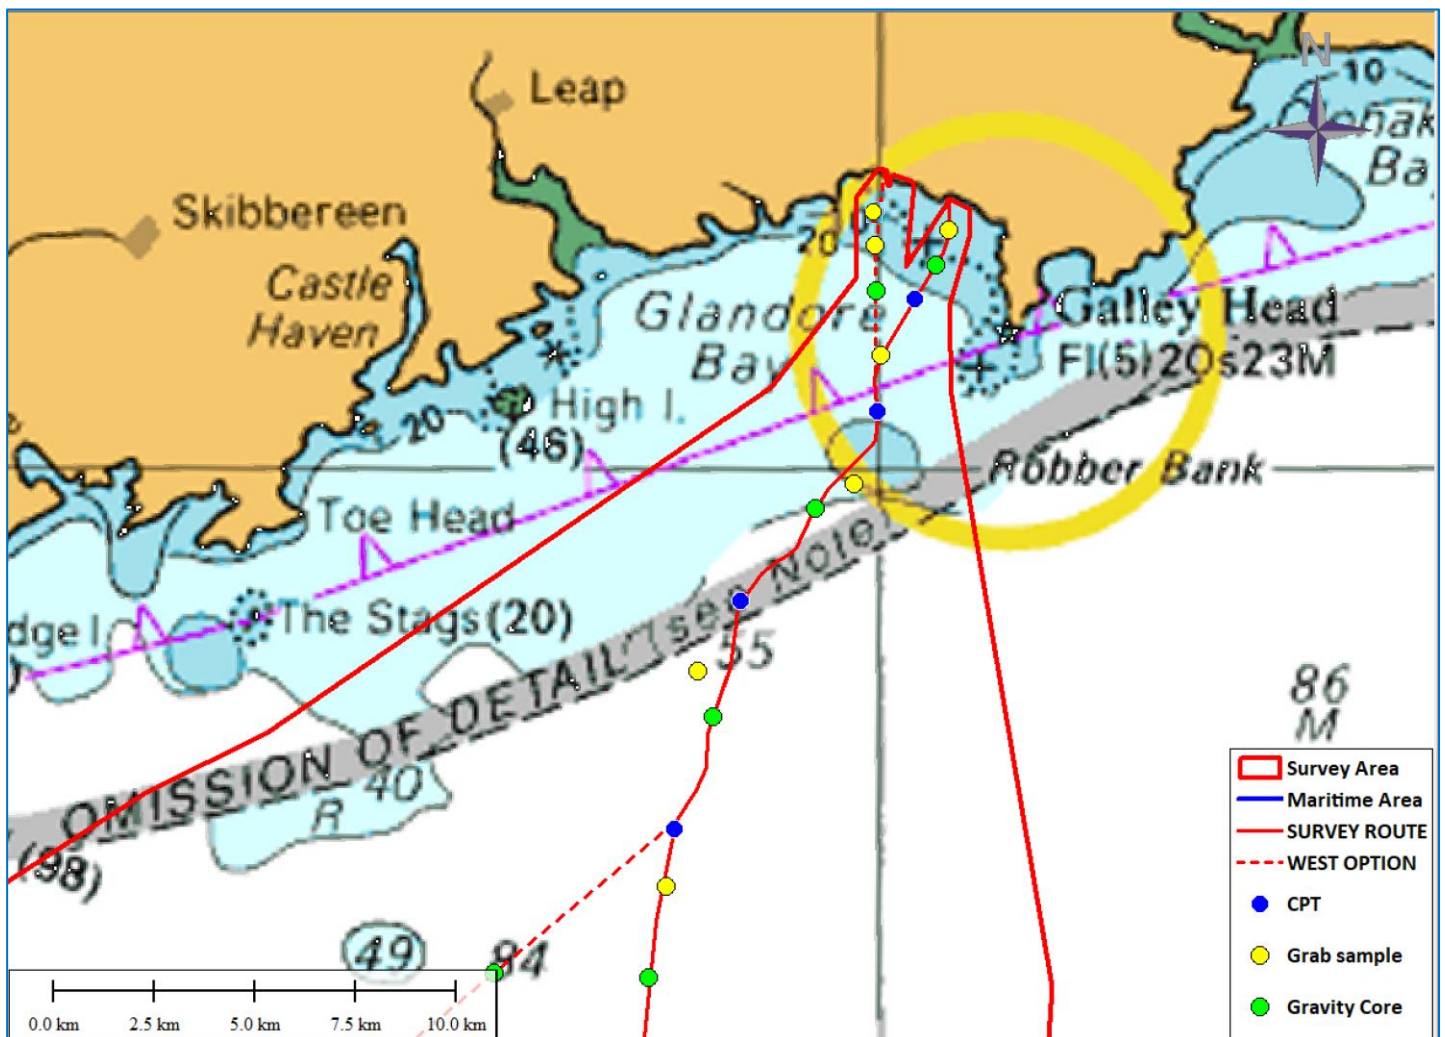 N
10
Leap
Ba
Skibbereen
20
Castle
Haven
Glandore
Bay
Galley Head
Fl(5)20s23M
High I.
(46)
20
Robber Bank
Toe Head
The Stags(20)
dge I
55
OMISSION OF DETAIL (see Note)
86
M
40
R
(98)
49
84
Survey Area
Maritime Area
SURVEY ROUTE
WEST OPTION
CPT
Grab sample
Gravity Core
0.0 km 2.5 km 5.0 km 7.5 km 10.0 km